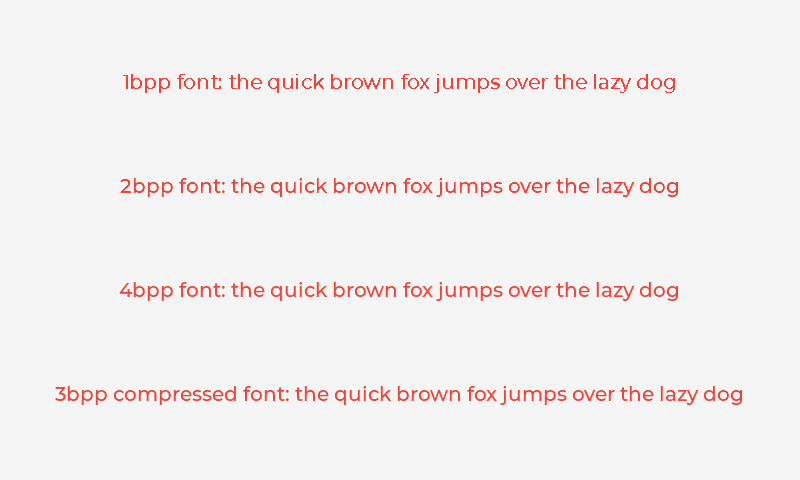 1bpp font: the quick brown fox jumps over the lazy dog
2bpp font: the quick brown fox jumps over the lazy dog
4bpp font: the quick brown fox jumps over the lazy dog
3bpp compressed font: the quick brown fox jumps over the lazy dog